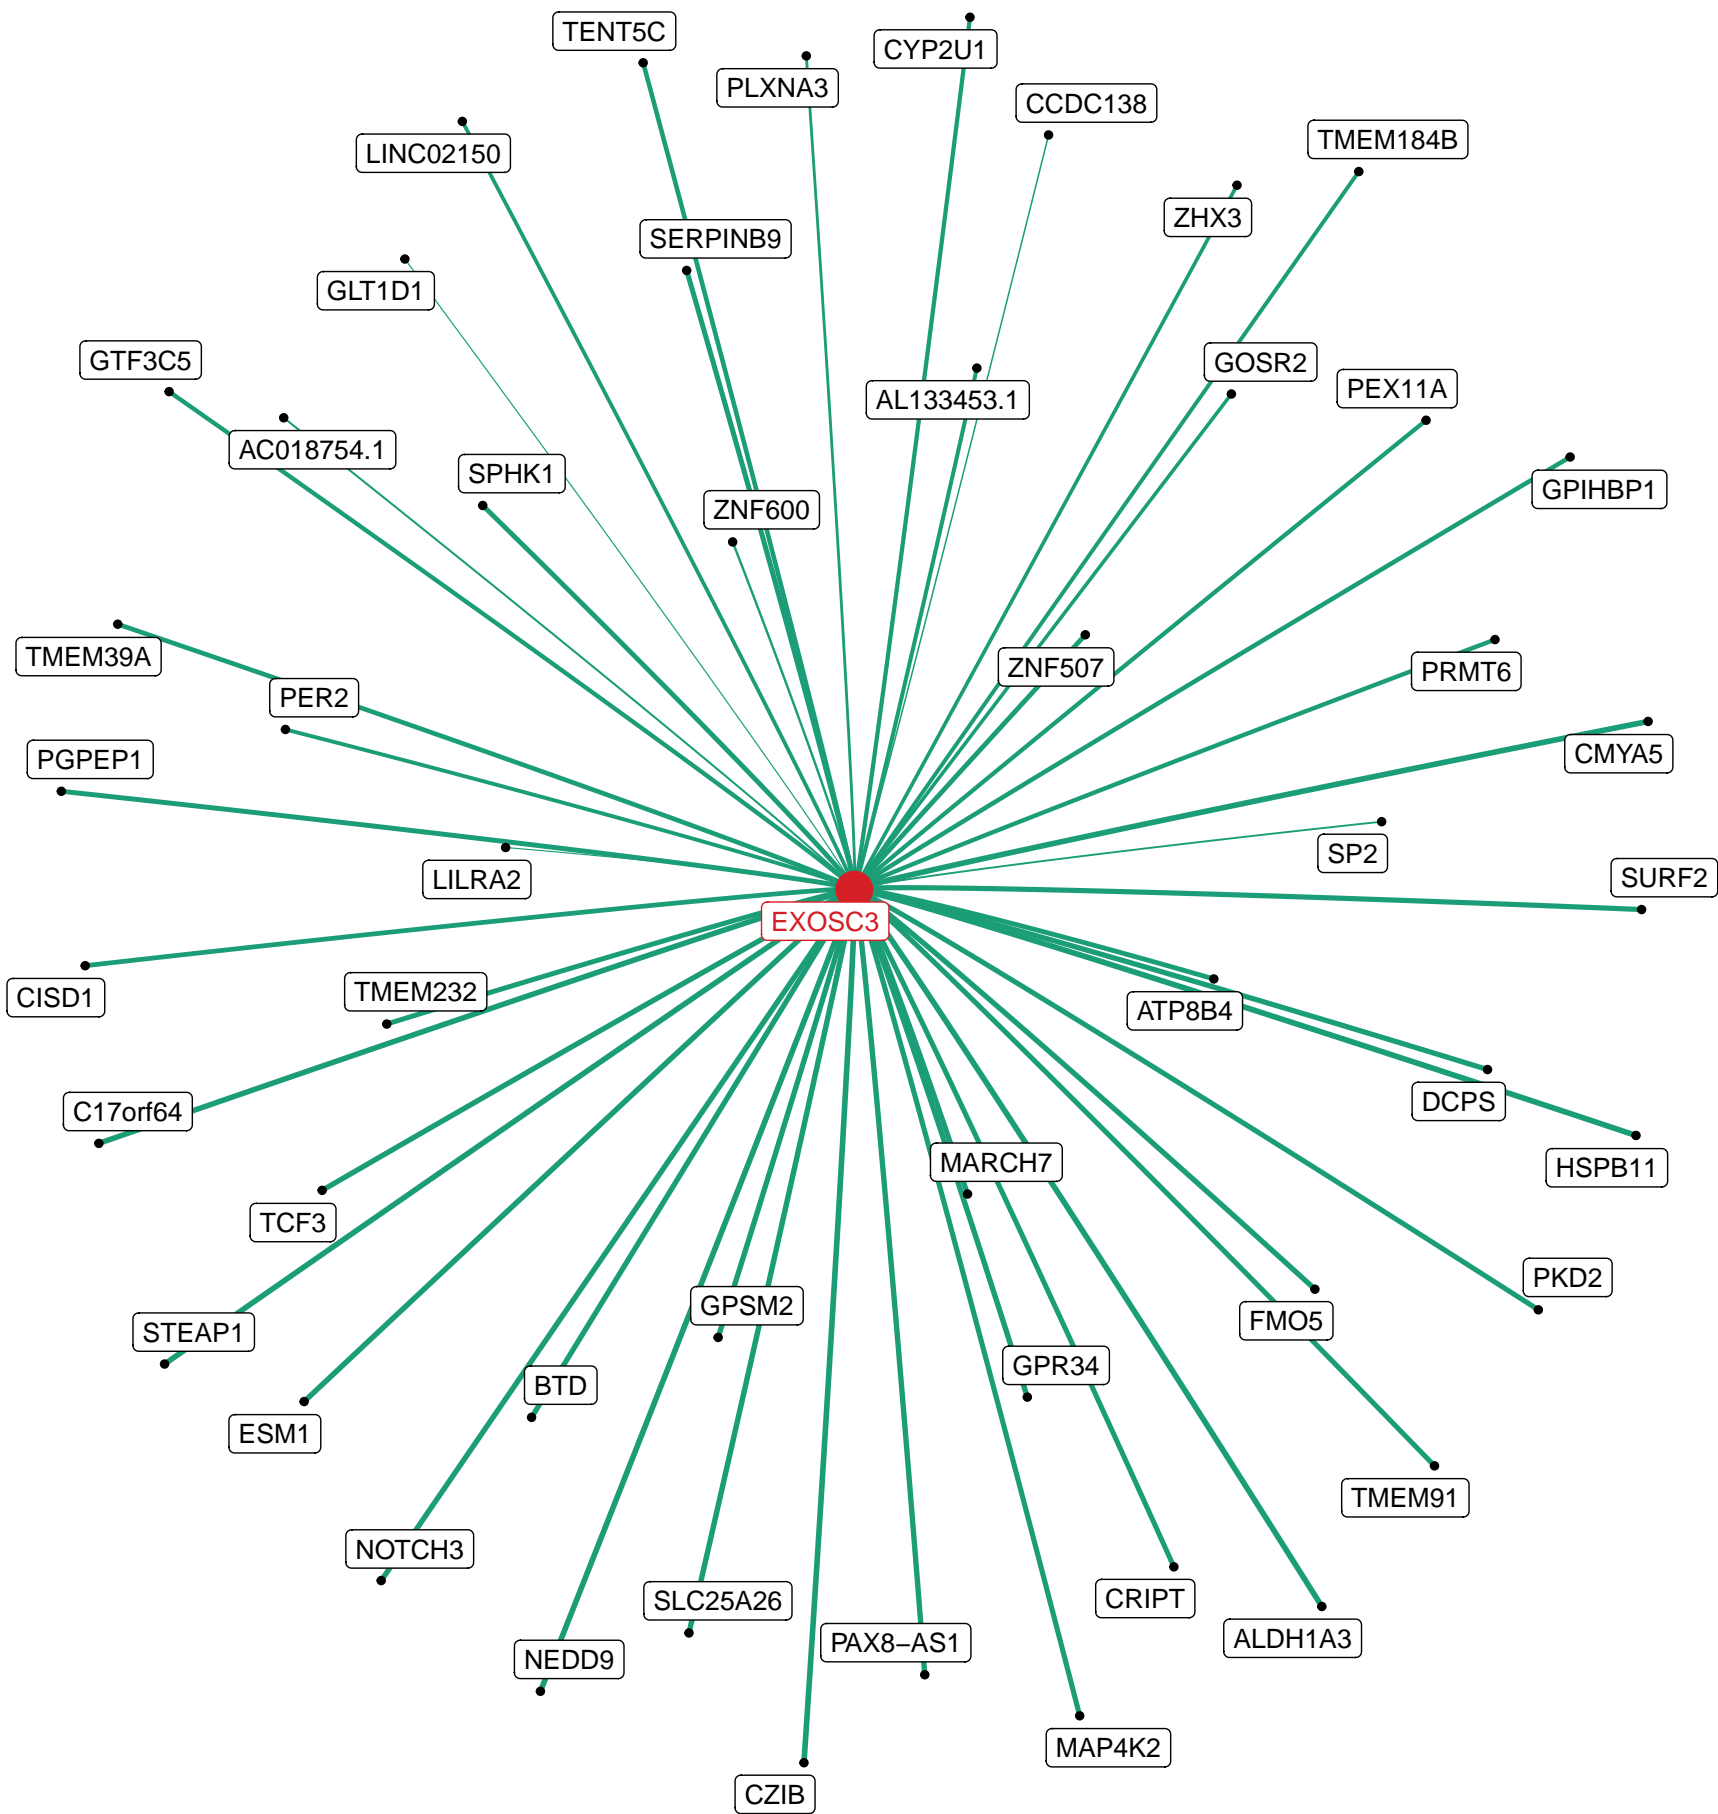 TENT5C
CYP2U1
PLXNA3
CCDC138
TMEM184B
LINC02150
ZHX3
SERPINB9
GLT1D1
GTF3C5
GOSR2
PEX11A
AL133453.1
AC018754.1
SPHK1
GPIHBP1
ZNF600
TMEM39A
ZNF507
PRMT6
PER2
PGPEP1
CMYA5
SP2
LILRA2
SURF2
EXOSC3
CISD1
TMEM232
ATP8B4
DCPS
C17orf64
MARCH7
HSPB11
TCF3
PKD2
GPSM2
FMO5
STEAP1
GPR34
BTD
ESM1
TMEM91
NOTCH3
CRIPT
SLC25A26
ALDH1A3
PAX8−AS1
NEDD9
MAP4K2
CZIB